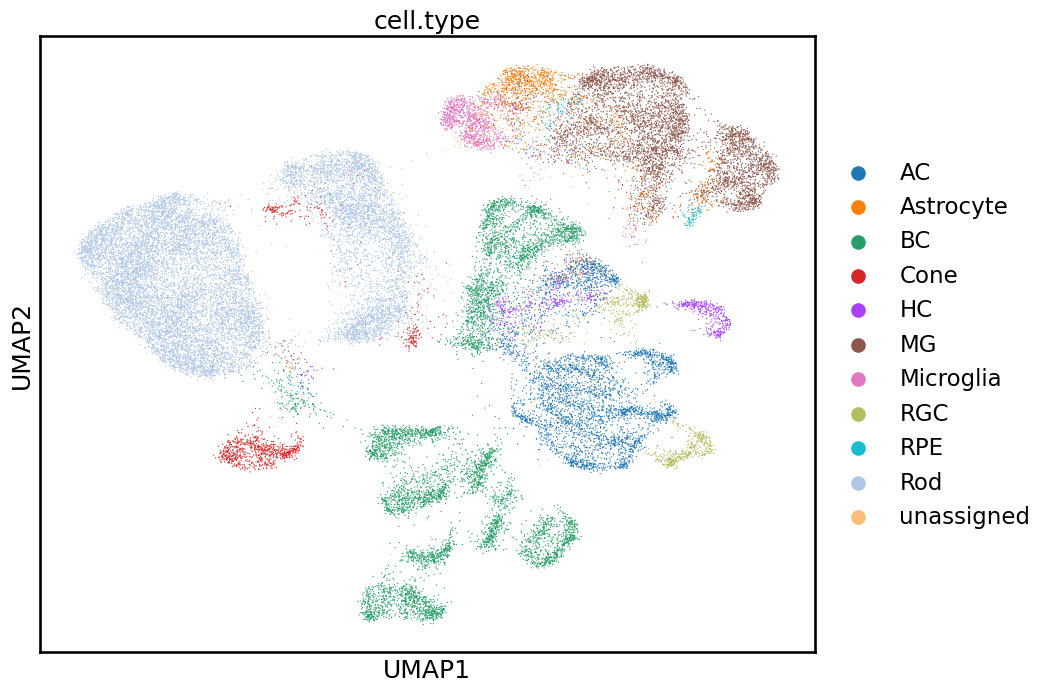 cell.type
UMAP2
UMAP1
AC
Astrocyte
BC
Cone
HC
MG
Microglia
RGC
RPE
Rod
unassigned